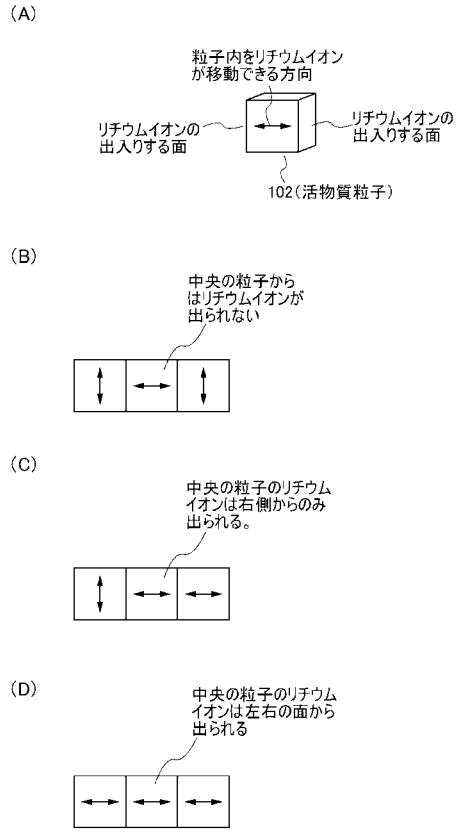 (A)
粒子内をリチウムイオン
が移動できる方向
リチウムイオンの
出入りする面
リチウムイオンの
出入りする面
102(活物質粒子)
(B)
中央の粒子から
はリチウムイオンが
出られない
(C)
中央の粒子のリチウム
イオンは右側からのみ
出られる。
(D)
中央の粒子のリチウム
イオンは左右の面から
出られる